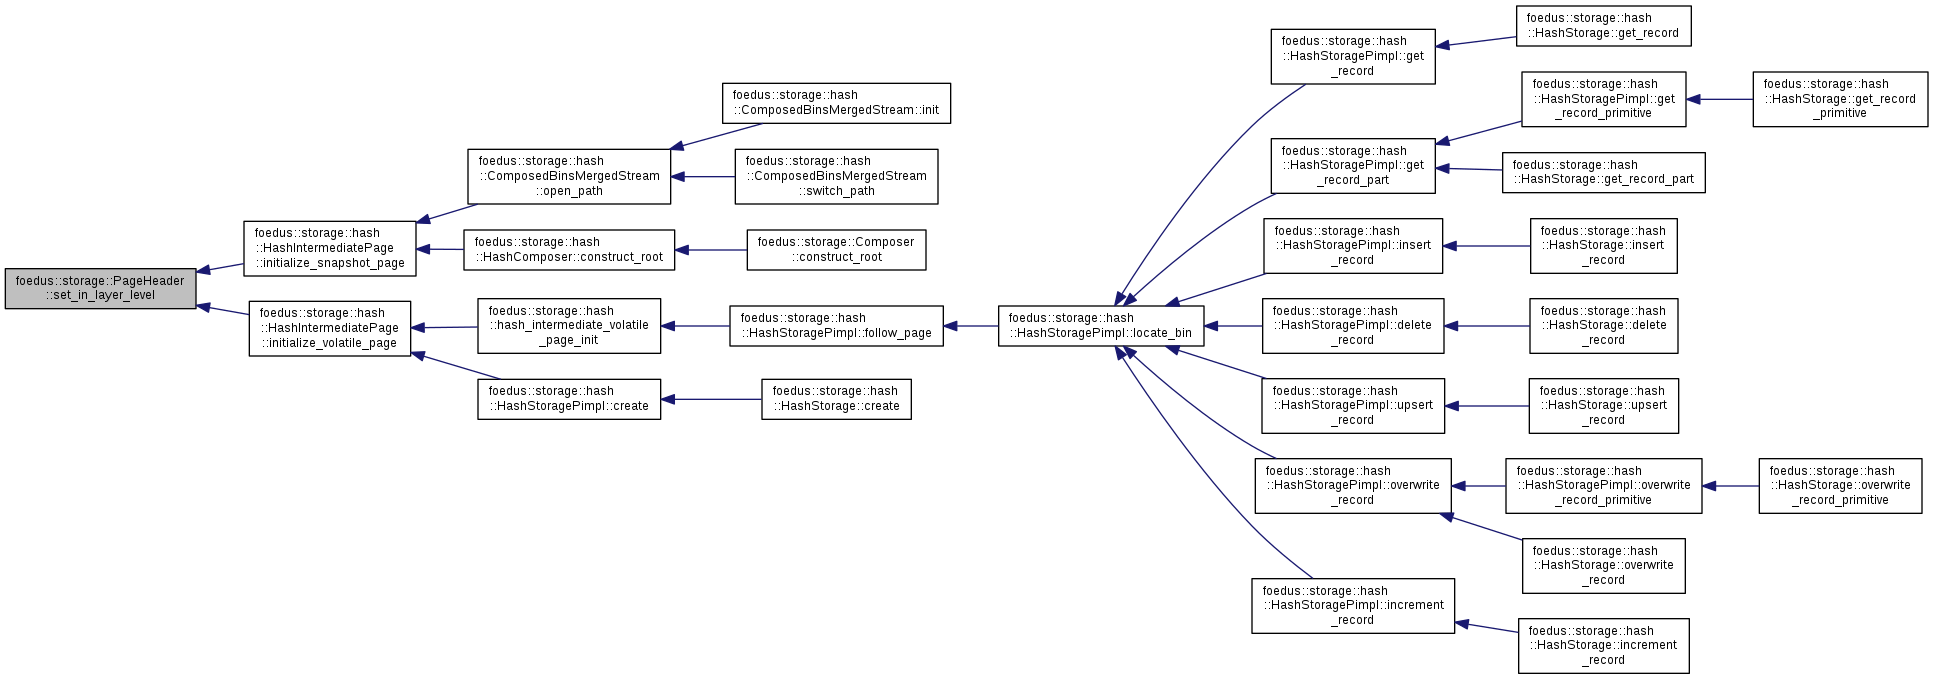 foedus::storage::PageHeader
::set_in_layer_level
foedus::storage::hash
::HashIntermediatePage
::initialize_snapshot_page
foedus::storage::hash
::ComposedBinsMergedStream
::open_path
foedus::storage::hash
::ComposedBinsMergedStream::init
foedus::storage::hash
::ComposedBinsMergedStream
::switch_path
foedus::storage::hash
::HashComposer::construct_root
foedus::storage::Composer
::construct_root
foedus::storage::hash
::HashIntermediatePage
::initialize_volatile_page
foedus::storage::hash
::hash_intermediate_volatile
_page_init
foedus::storage::hash
::HashStoragePimpl::follow_page
foedus::storage::hash
::HashStoragePimpl::locate_bin
foedus::storage::hash
::HashStoragePimpl::get
_record
foedus::storage::hash
::HashStorage::get_record
foedus::storage::hash
::HashStoragePimpl::get
_record_part
foedus::storage::hash
::HashStoragePimpl::get
_record_primitive
foedus::storage::hash
::HashStorage::get_record
_primitive
foedus::storage::hash
::HashStorage::get_record_part
foedus::storage::hash
::HashStoragePimpl::insert
_record
foedus::storage::hash
::HashStorage::insert
_record
foedus::storage::hash
::HashStoragePimpl::delete
_record
foedus::storage::hash
::HashStorage::delete
_record
foedus::storage::hash
::HashStoragePimpl::upsert
_record
foedus::storage::hash
::HashStorage::upsert
_record
foedus::storage::hash
::HashStoragePimpl::overwrite
_record
foedus::storage::hash
::HashStoragePimpl::overwrite
_record_primitive
foedus::storage::hash
::HashStorage::overwrite
_record_primitive
foedus::storage::hash
::HashStorage::overwrite
_record
foedus::storage::hash
::HashStoragePimpl::increment
_record
foedus::storage::hash
::HashStorage::increment
_record
foedus::storage::hash
::HashStoragePimpl::create
foedus::storage::hash
::HashStorage::create